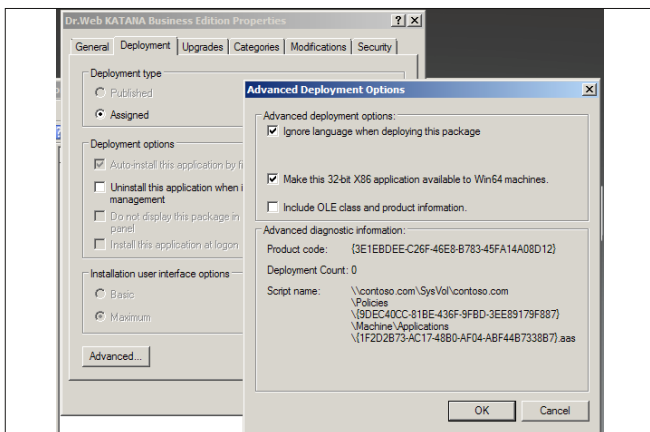 Dr.Web KATANA Business Edition Properties
General Deployment Upgrades Categories Modifications Security
Deployment type
Published
Assigned
Deployment options
Auto-install this application by fi
Uninstall this application when i
management
Do not display this package in
panel
Install this application at logon
Installation user interface options
Basic
Maximum
Advanced...
Advanced Deployment Options
Advanced deployment options:
Ignore language when deploying this package
Make this 32-bit X86 application available to Win64 machines.
Include OLE class and product information.
Advanced diagnostic information:
Product code: {3E1EBDEE-C26F-46E8-B783-45FA14A08D12}
Deployment Count: 0
Script name: \\contoso.com\SysVol\contoso.com
\Policies
\{9DEC40CC-81BE-436F-9FBD-3EE89179F887}
\Machine\Applications
\{1F2D2B73-AC17-48B0-AF04-ABF44B7338B7}.aas
OK Cancel